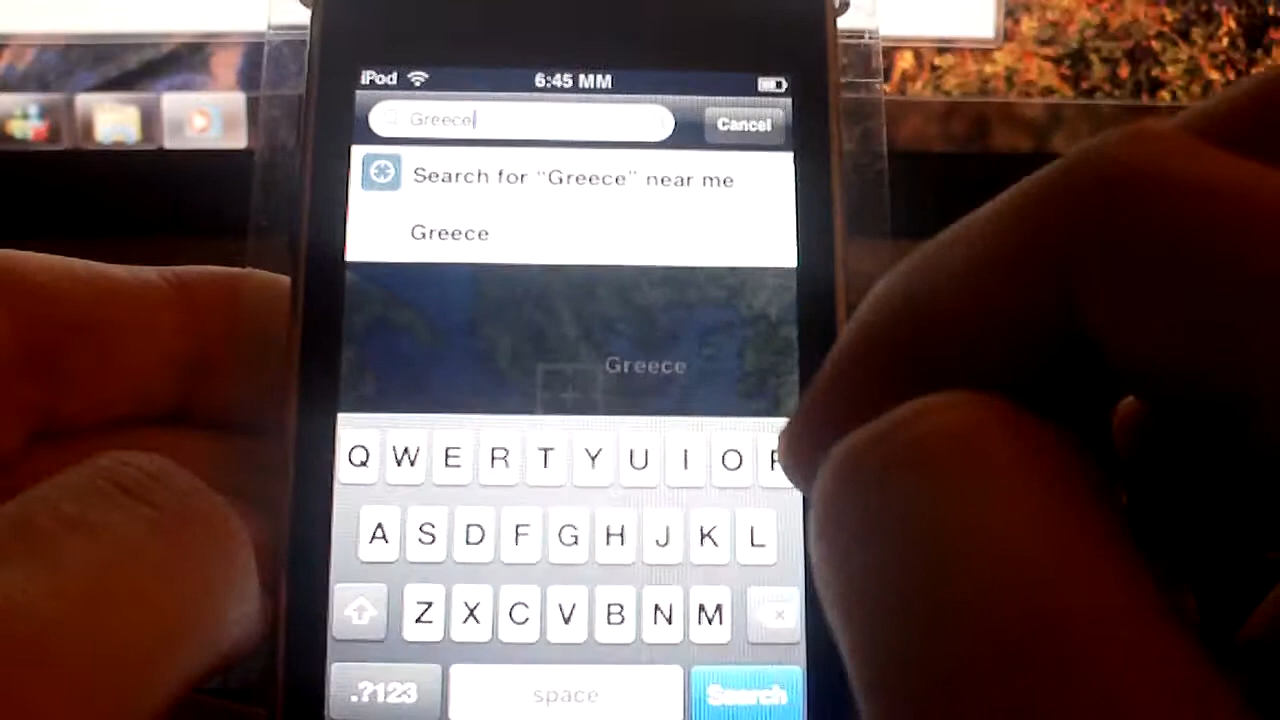 iPod 6:45 MM
Greece Cancel
Search for “Greece” near me
Greece
Greece
Q W E R T Y U I O P
A S D F G H J K L
Z X C V B N M
.?123 space Search